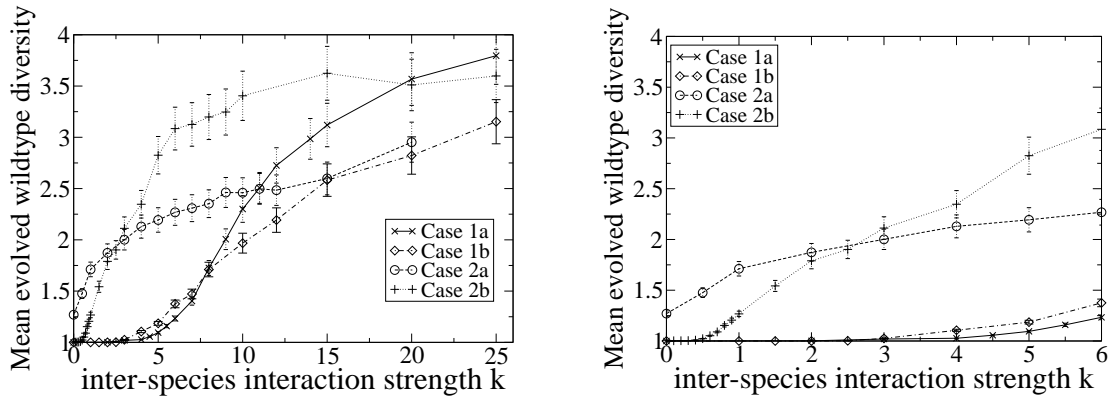 4
3.5
3
2.5
2
1.5
1
Mean evolved wildtype diversity
Case 1a
Case 1b
Case 2a
Case 2b
0 5 10 15 20 25
inter-species interaction strength k
4
3.5
3
2.5
2
1.5
1
Mean evolved wildtype diversity
Case 1a
Case 1b
Case 2a
Case 2b
0 1 2 3 4 5 6
inter-species interaction strength k